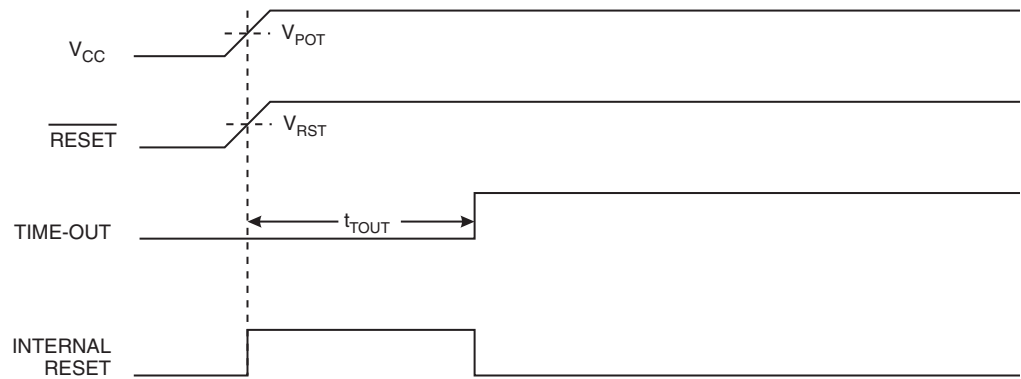 V_CC
V_POT
RESET
V_RST
TIME-OUT
t_TOUT
INTERNAL
RESET